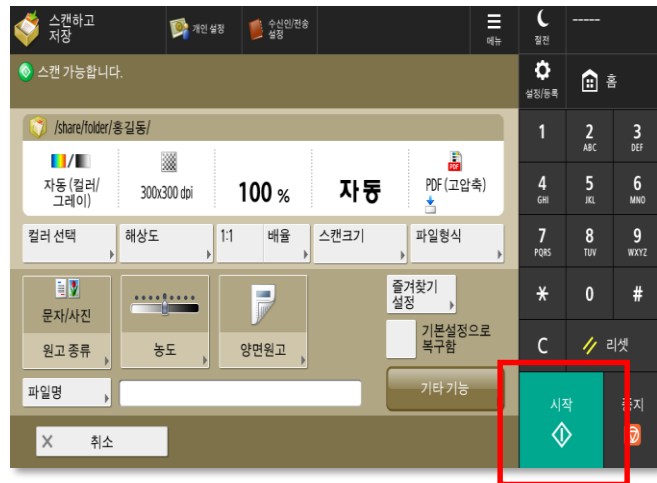 스캔하고
저장
개인 설정
수신인/전송
설정
메뉴
절전
-----
스캔 가능합니다.
설정/등록
홈
/share/folder/홍길동/
자동 (컬러/
그레이)
300x300 dpi
100 %
자동
PDF (고압축)
컬러 선택
해상도
1:1 배율
스캔크기
파일형식
문자/사진
원고 종류
농도
양면원고
즐겨찾기
설정
기본설정으로
복구함
파일명
기타 기능
X 취소
1
2
ABC
3
DEF
4
GHI
5
JKL
6
MNO
7
PQRS
8
TUV
9
WXYZ
*
0
#
C
리셋
시작
중지